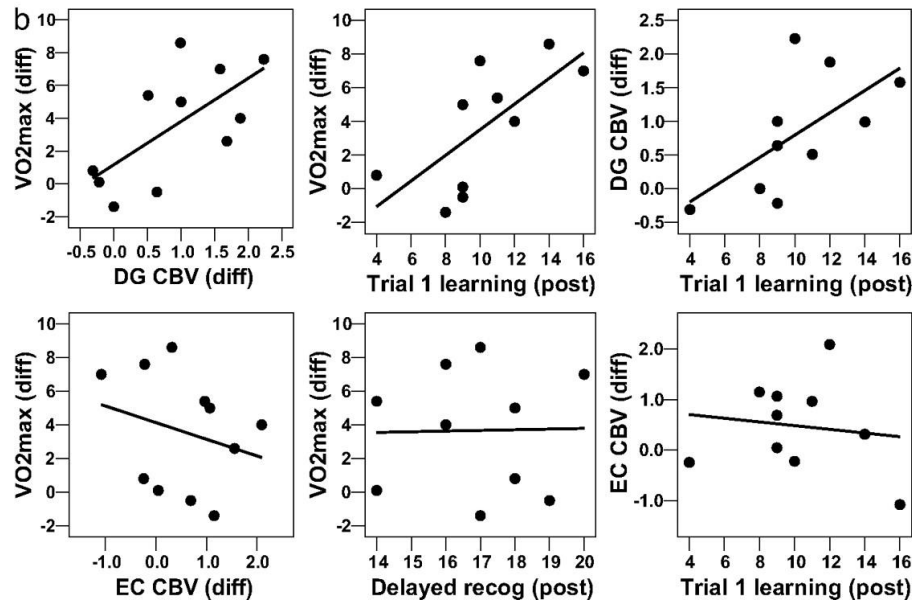 b
VO2max (diff)
10
8
6
4
2
0
-2
-0.5 0.0 0.5 1.0 1.5 2.0 2.5
DG CBV (diff)
VO2max (diff)
10
8
6
4
2
0
-2
4 6 8 10 12 14 16
Trial 1 learning (post)
DG CBV (diff)
2.5
2.0
1.5
1.0
0.5
0.0
-0.5
4 6 8 10 12 14 16
Trial 1 learning (post)
VO2max (diff)
10
8
6
4
2
0
-2
-1.0 0.0 1.0 2.0
EC CBV (diff)
VO2max (diff)
10
8
6
4
2
0
-2
14 15 16 17 18 19 20
Delayed recog (post)
EC CBV (diff)
2.0
1.0
0.0
-1.0
4 6 8 10 12 14 16
Trial 1 learning (post)